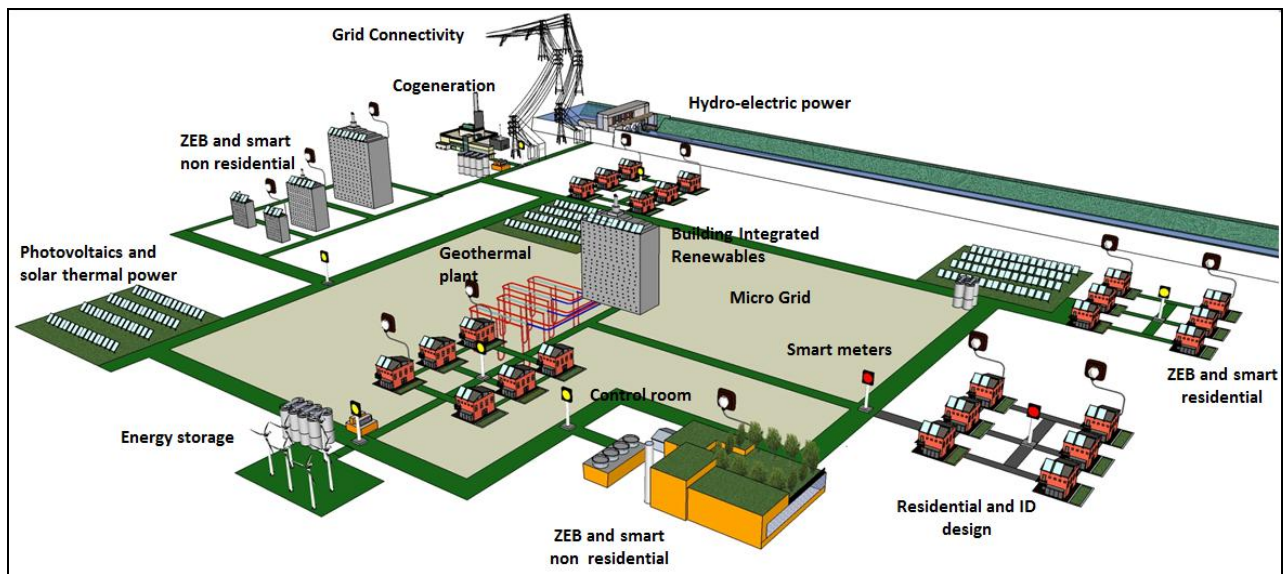 Grid Connectivity
Cogeneration
Hydro-electric power
ZEB and smart
non residential
Photovoltaics and
solar thermal power
Geothermal
plant
Building Integrated
Renewables
Micro Grid
Smart meters
ZEB and smart
residential
Control room
Energy storage
Residential and ID
design
ZEB and smart
non residential